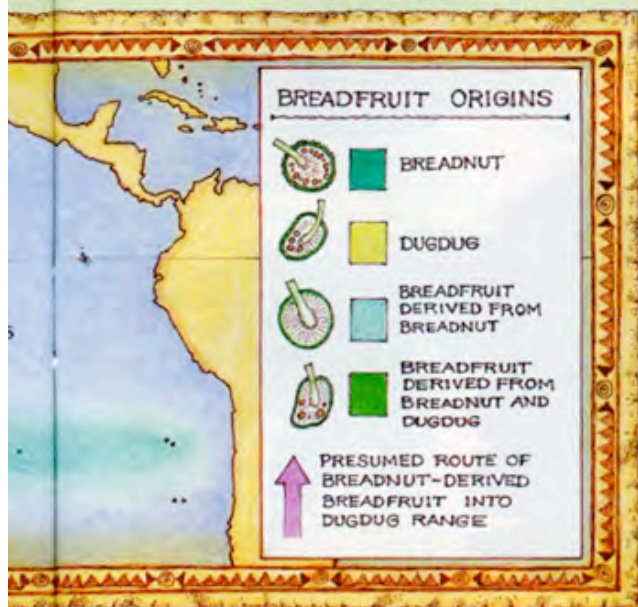 BREADFRUIT ORIGINS
BREADNUT
DUGDUG
BREADFRUIT
DERIVED FROM
BREADNUT
BREADFRUIT
DERIVED FROM
BREADNUT AND
DUGDUG
PRESUMED ROUTE OF
BREADNUT-DERIVED
BREADFRUIT INTO
DUGDUG RANGE
S